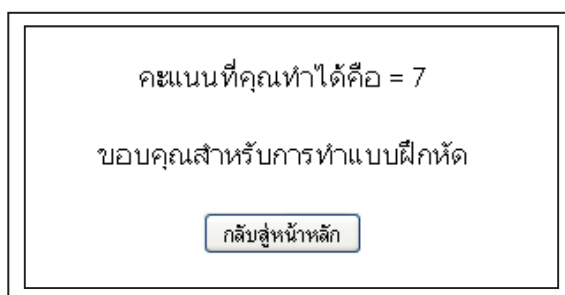 คะแนนที่คุณทำได้คือ = 7
ขอบคุณสำหรับการทำแบบฝึกหัด
กลับสู่หน้าหลัก